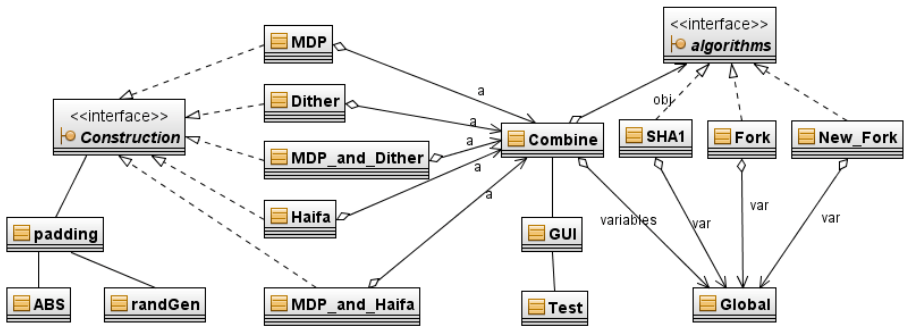 MDP
<<interface>>
algorithms
a
Dither
obj
<<interface>>
Construction
a
SHA1
Fork
New_Fork
Combine
MDP_and_Dither
a
a
a
Haifa
variables
var
var
var
padding
GUI
ABS
randGen
MDP_and_Haifa
Test
Global